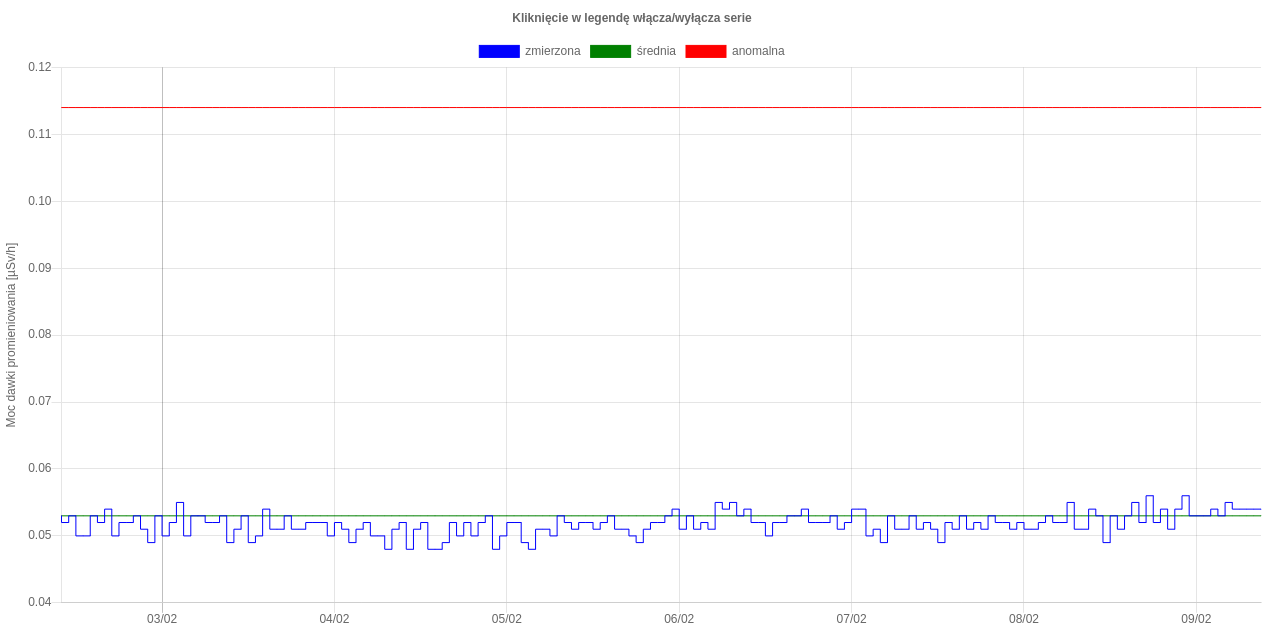 Kliknięcie w legendę włącza/wyłącza serie
zmierzona średnia anomalna
Moc dawki promieniowania [µSv/h]
0.12
0.11
0.10
0.09
0.08
0.07
0.06
0.05
0.04
03/02 04/02 05/02 06/02 07/02 08/02 09/02